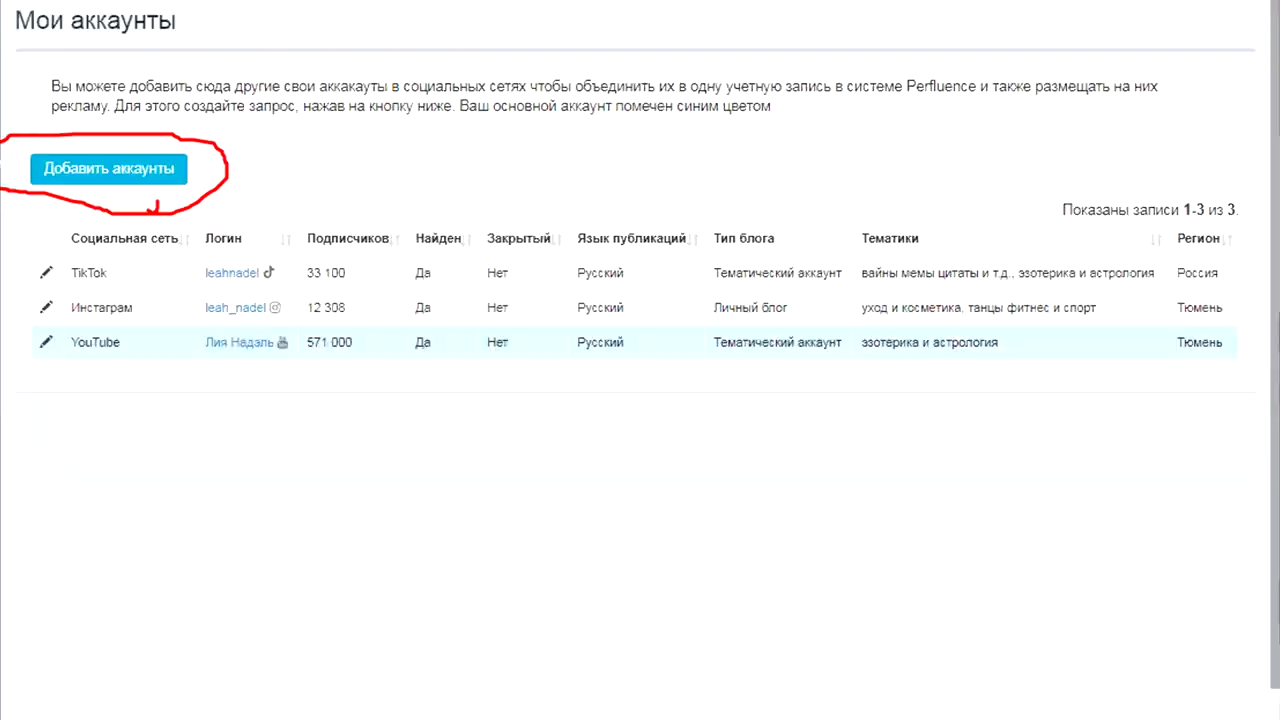 Мои аккаунты
Вы можете добавить сюда другие свои аккакауты в социальных сетях чтобы объединить их в одну учетную запись в системе Perfluence и также размещать на них
рекламу. Для этого создайте запрос, нажав на кнопку ниже. Ваш основной аккаунт помечен синим цветом
Добавить аккаунты
Показаны записи 1-3 из 3.
Социальная сеть Логин Подписчиков Найден Закрытый Язык публикаций Тип блога Тематики Регион
TikTok leahnadel 33 100 Да Нет Русский Тематический аккаунт вайны мемы цитаты и т.д., эзотерика и астрология Россия
Инстаграм leah_nadel 12 308 Да Нет Русский Личный блог уход и косметика, танцы фитнес и спорт Тюмень
YouTube Лия Надэль 571 000 Да Нет Русский Тематический аккаунт эзотерика и астрология Тюмень